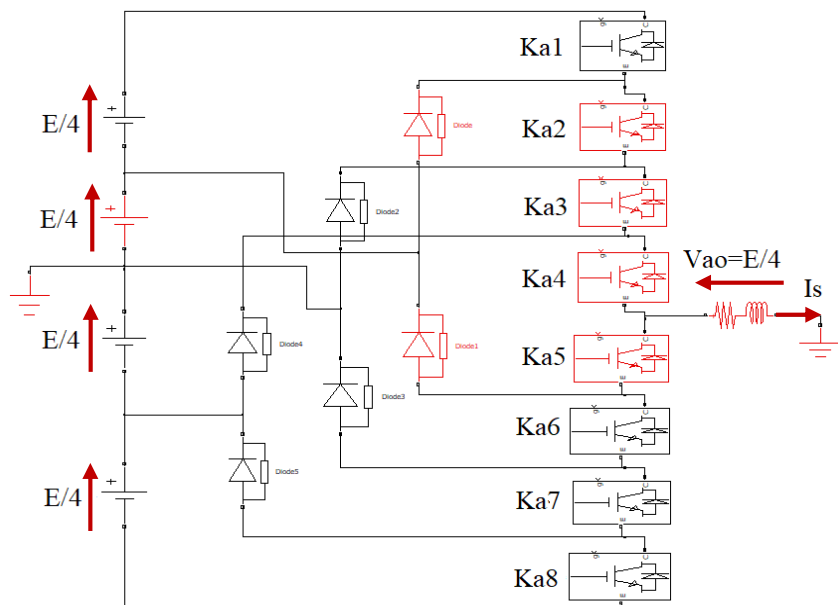 Ka1
E/4
Diode
Ka2
E/4
Diode2
Ka3
Vao=E/4
Ka4
Is
E/4
Diode4
Diode1
Ka5
Diode3
Ka6
E/4
Diode5
Ka7
Ka8
+
+
+
+
g
C
E
g
C
E
g
C
E
g
C
E
g
C
E
g
C
E
g
C
E
g
C
E